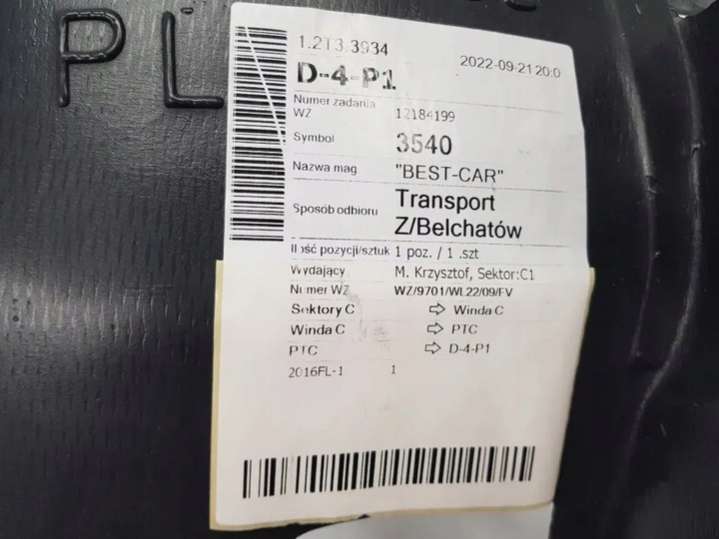 PL
1.2T3.3934
2022-09-21 20:0
D-4-P1
Numer zadania
WZ 12184199
Symbol 3540
Nazwa mag "BEST-CAR"
Sposób odbioru Transport
Z/Belchatów
Ilość pozycji/sztuk 1 poz. / 1 .szt
Wydający M. Krzysztof, Sektor:C1
Numer WZ WZ/9701/WL22/09/FV
Sektory C ⇨ Winda C
Winda C ⇨ PTC
PTC ⇨ D-4-P1
2016FL-1 1